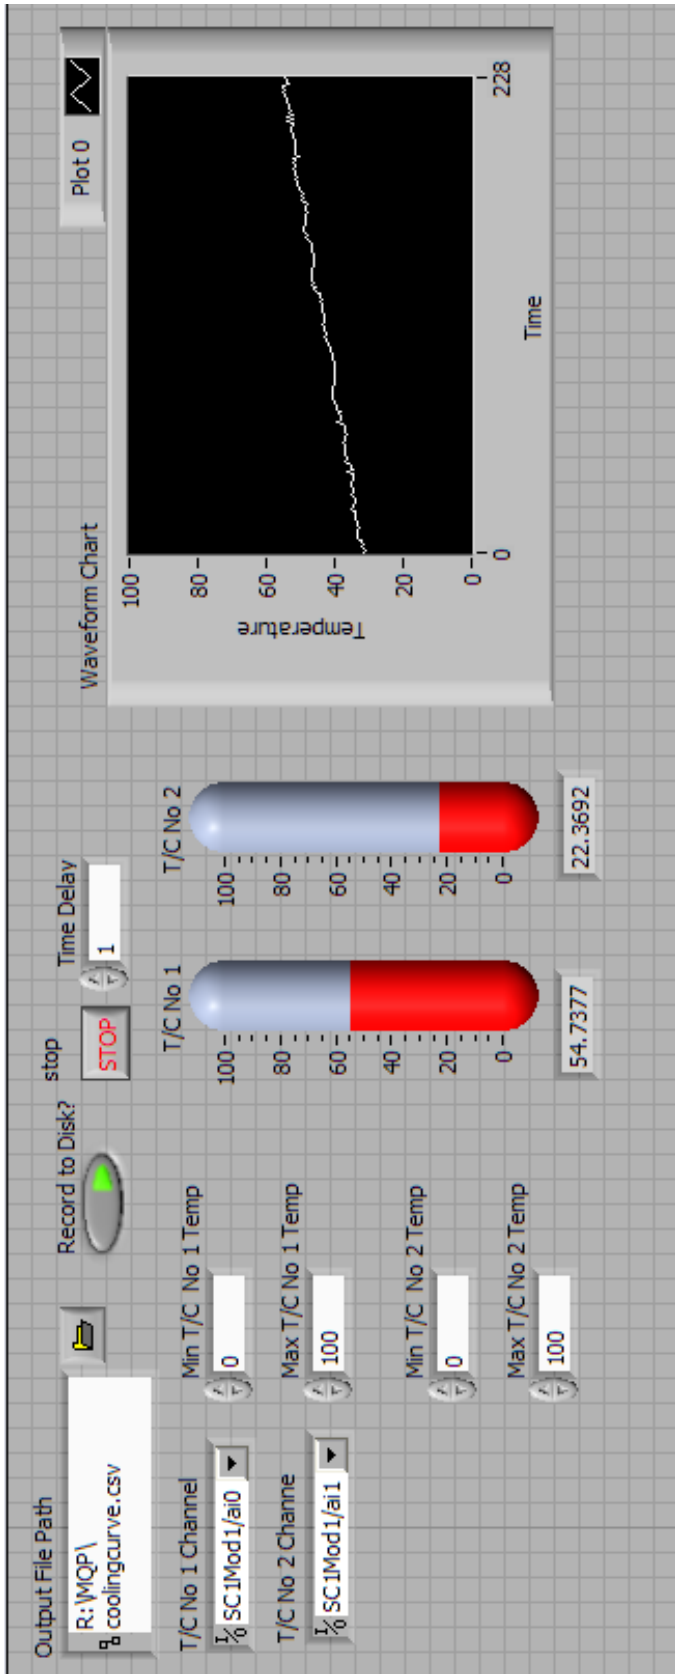 Output File Path
R:\MQP\
coolingcurve.csv
Record to Disk?
stop
STOP
Time Delay
1
T/C No 1 Channel
SC1Mod1/ai0
T/C No 2 Channe
SC1Mod1/ai1
Min T/C No 1 Temp
0
Max T/C No 1 Temp
100
Min T/C No 2 Temp
0
Max T/C No 2 Temp
100
T/C No 1
100
80
60
40
20
0
54.7377
T/C No 2
100
80
60
40
20
0
22.3692
Waveform Chart
Plot 0
Temperature
100
80
60
40
20
0
0
228
Time